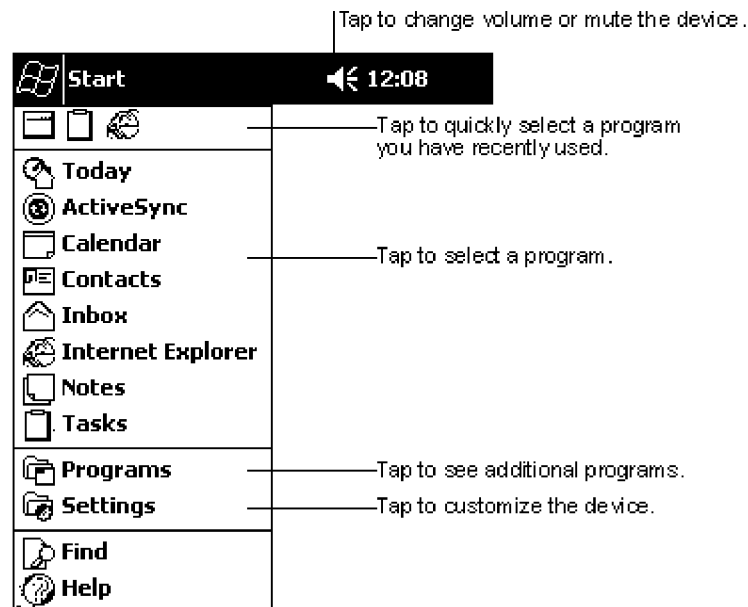 Tap to change volume or mute the device.
Start 12:08
Tap to quickly select a program
you have recently used.
Today
ActiveSync
Calendar
Tap to select a program.
Contacts
Inbox
Internet Explorer
Notes
Tasks
Programs
Tap to see additional programs.
Settings
Tap to customize the device.
Find
Help